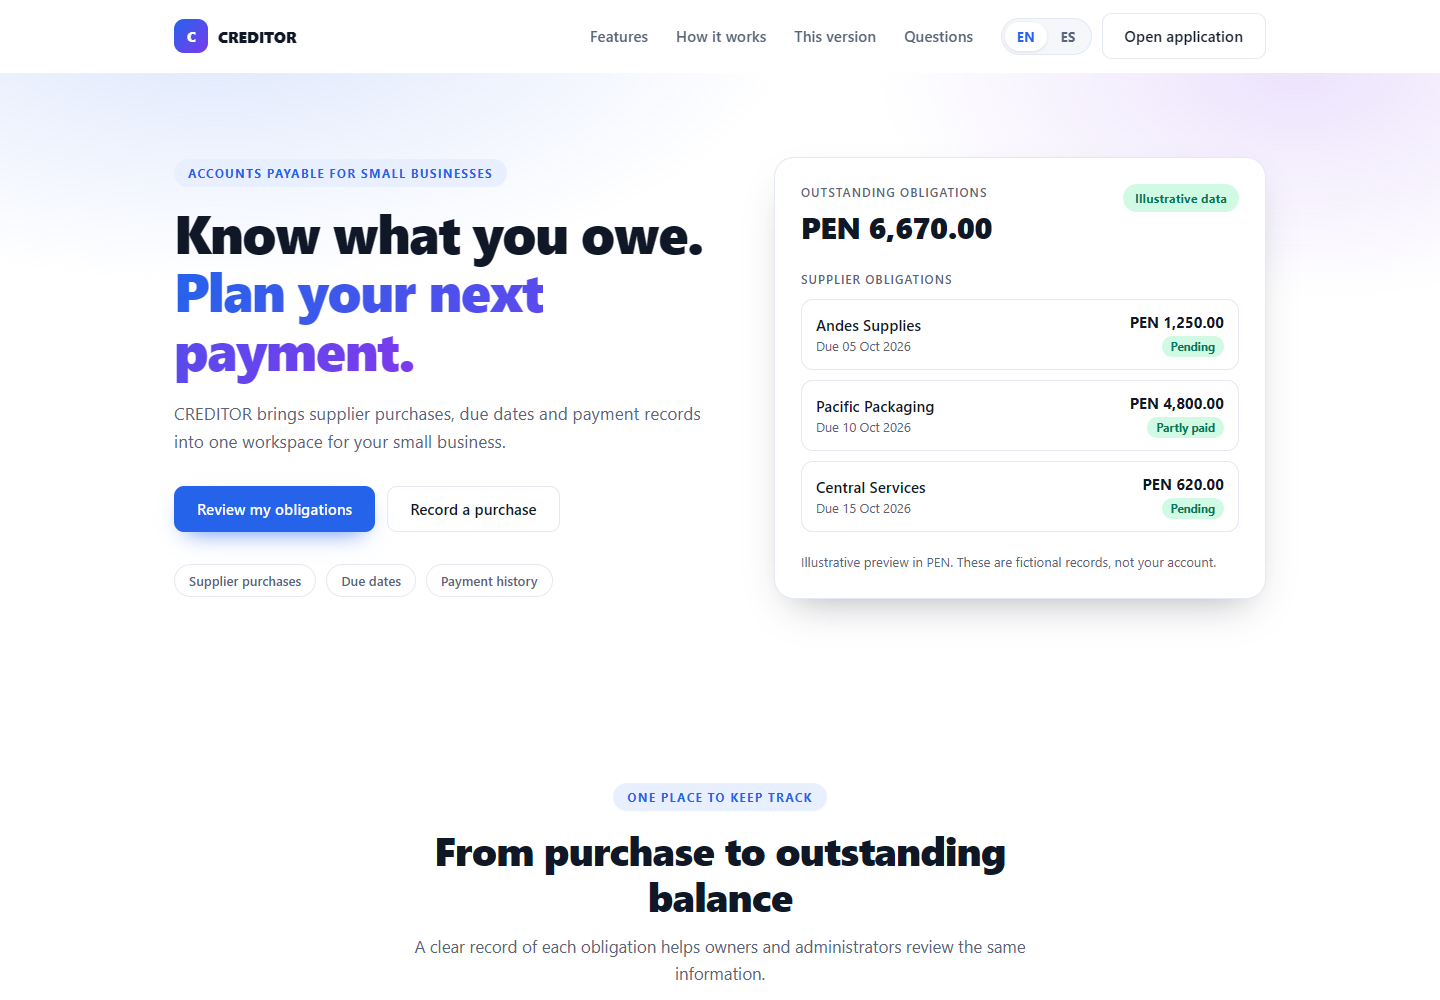 C CREDITOR
Features How it works This version Questions EN ES Open application
ACCOUNTS PAYABLE FOR SMALL BUSINESSES
Know what you owe.
Plan your next
payment.
CREDITOR brings supplier purchases, due dates and payment records
into one workspace for your small business.
Review my obligations Record a purchase
Supplier purchases Due dates Payment history
OUTSTANDING OBLIGATIONS
Illustrative data
PEN 6,670.00
SUPPLIER OBLIGATIONS
Andes Supplies PEN 1,250.00
Due 05 Oct 2026 Pending
Pacific Packaging PEN 4,800.00
Due 10 Oct 2026 Partly paid
Central Services PEN 620.00
Due 15 Oct 2026 Pending
Illustrative preview in PEN. These are fictional records, not your account.
ONE PLACE TO KEEP TRACK
From purchase to outstanding
balance
A clear record of each obligation helps owners and administrators review the same
information.